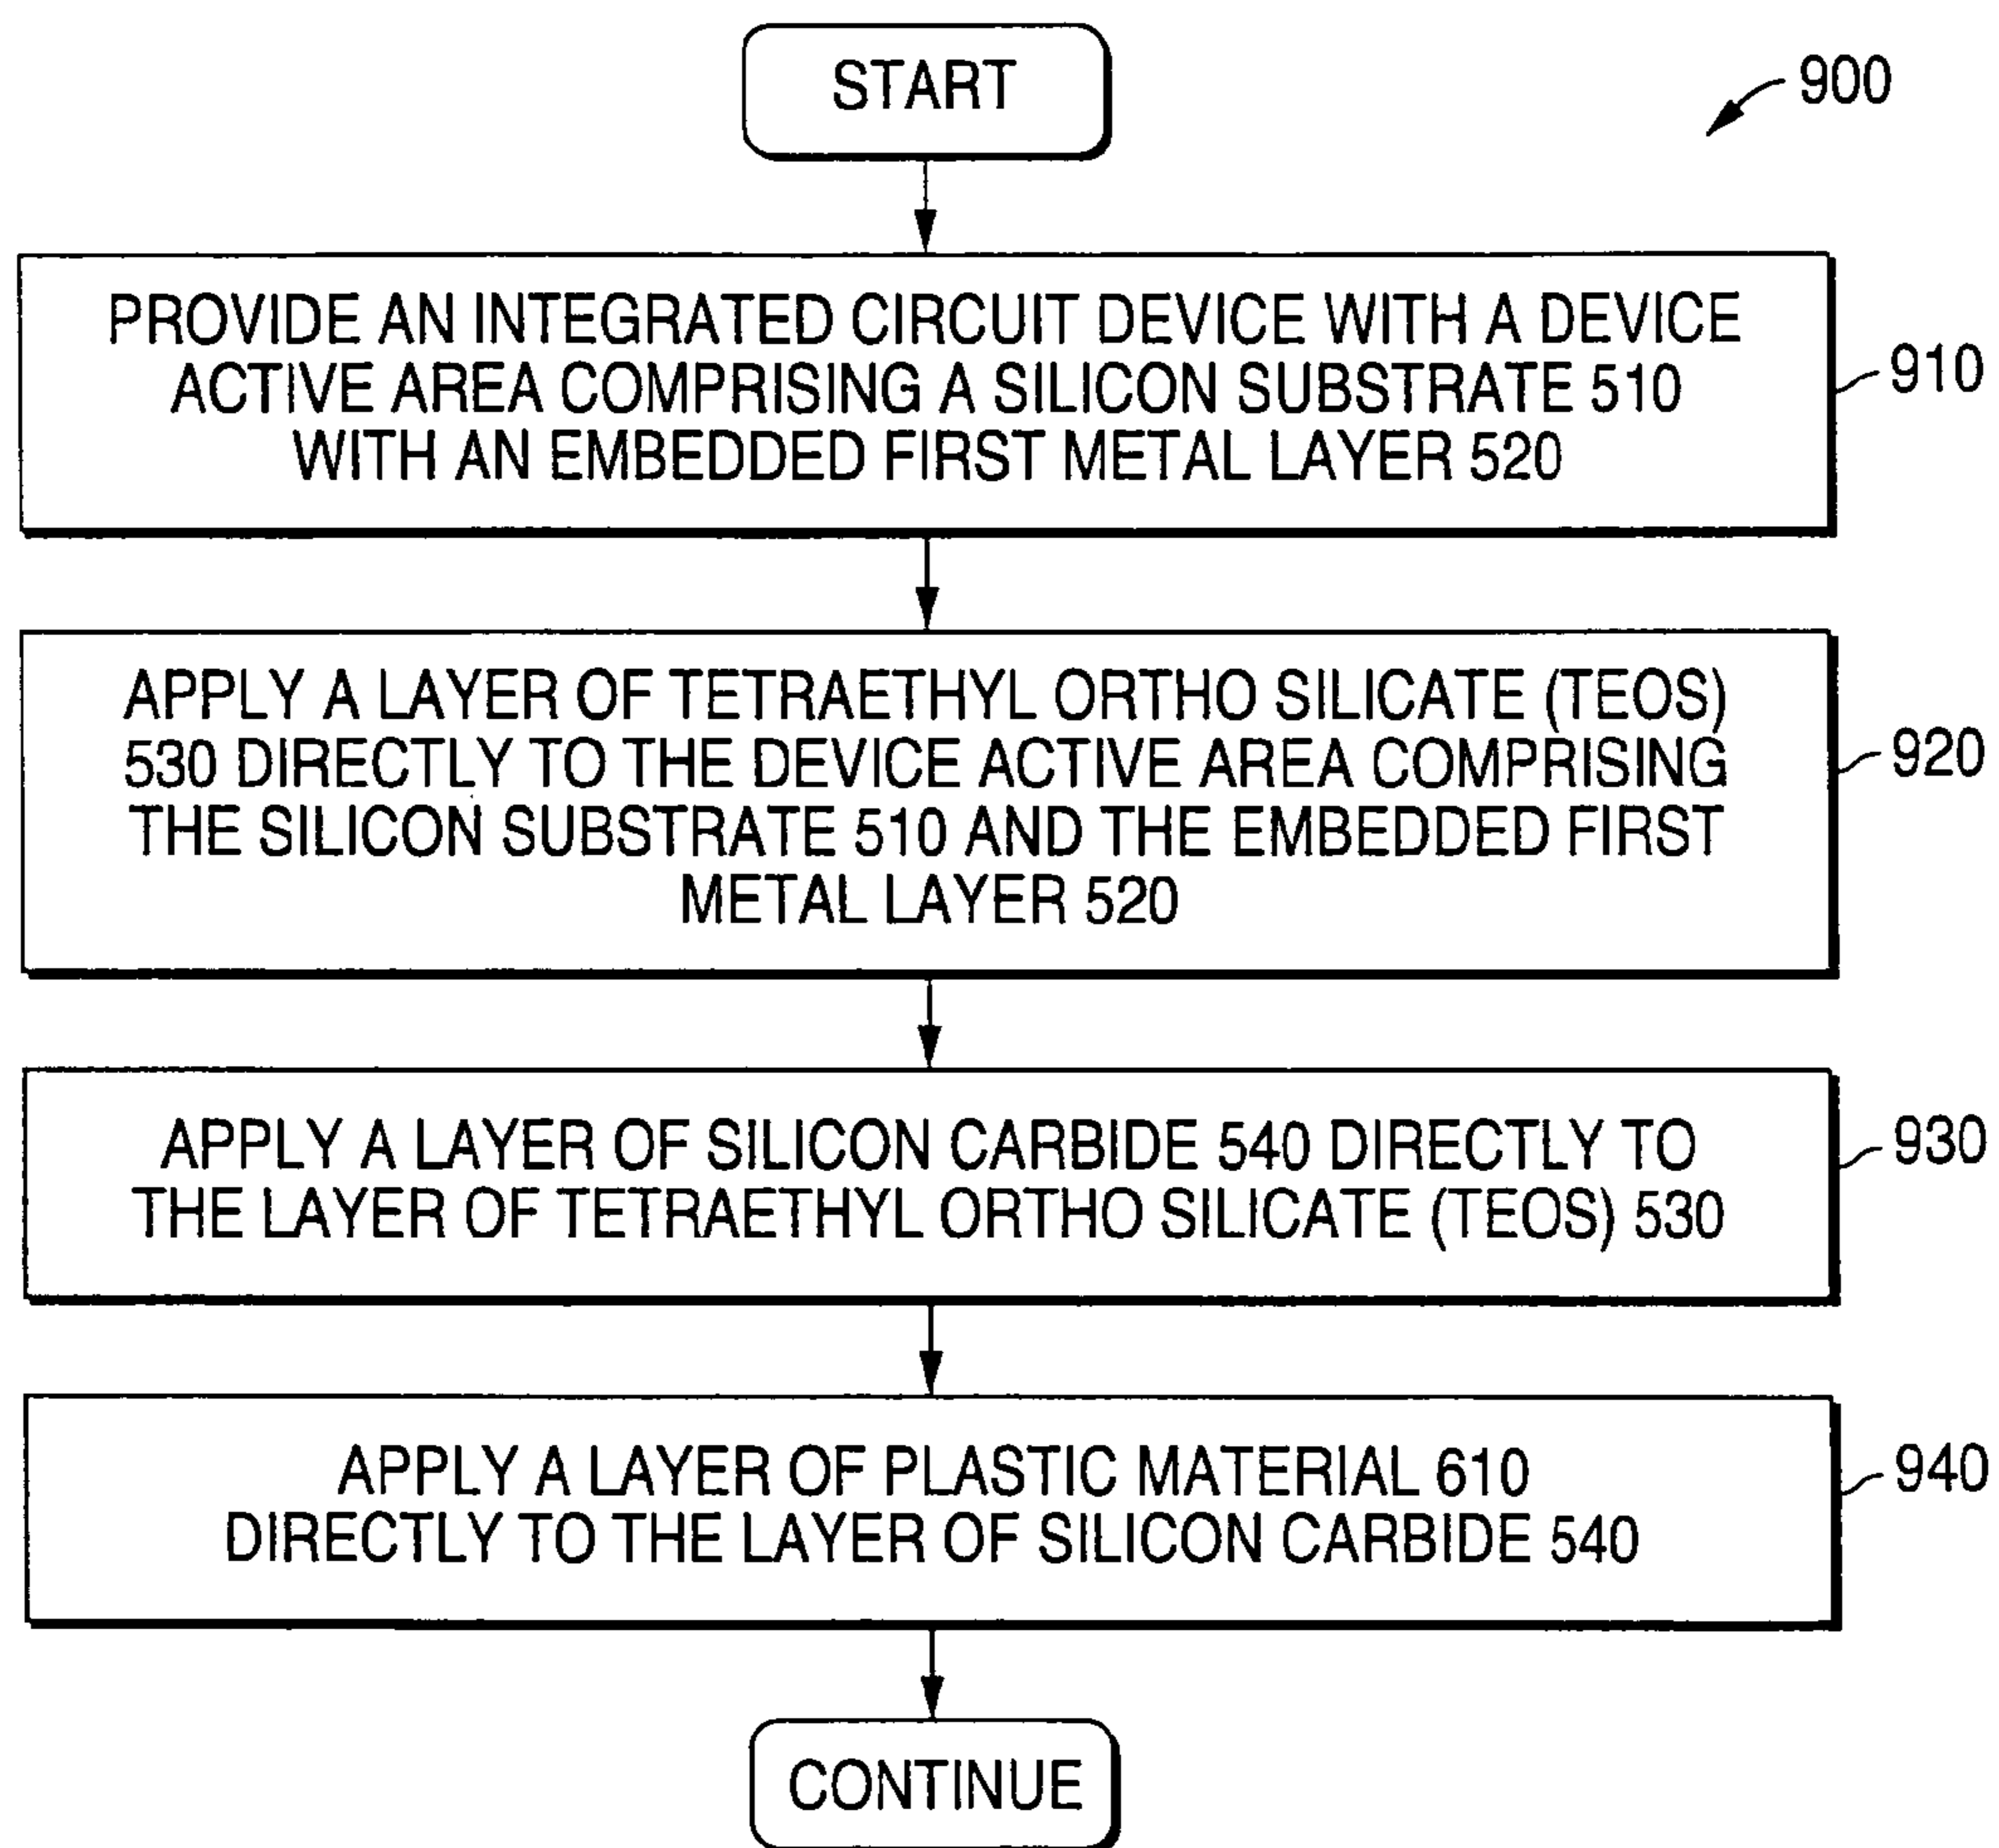 START
900
PROVIDE AN INTEGRATED CIRCUIT DEVICE WITH A DEVICE
ACTIVE AREA COMPRISING A SILICON SUBSTRATE 510
WITH AN EMBEDDED FIRST METAL LAYER 520
910
APPLY A LAYER OF TETRAETHYL ORTHO SILICATE (TEOS)
530 DIRECTLY TO THE DEVICE ACTIVE AREA COMPRISING
THE SILICON SUBSTRATE 510 AND THE EMBEDDED FIRST
METAL LAYER 520
920
APPLY A LAYER OF SILICON CARBIDE 540 DIRECTLY TO
THE LAYER OF TETRAETHYL ORTHO SILICATE (TEOS) 530
930
APPLY A LAYER OF PLASTIC MATERIAL 610
DIRECTLY TO THE LAYER OF SILICON CARBIDE 540
940
CONTINUE